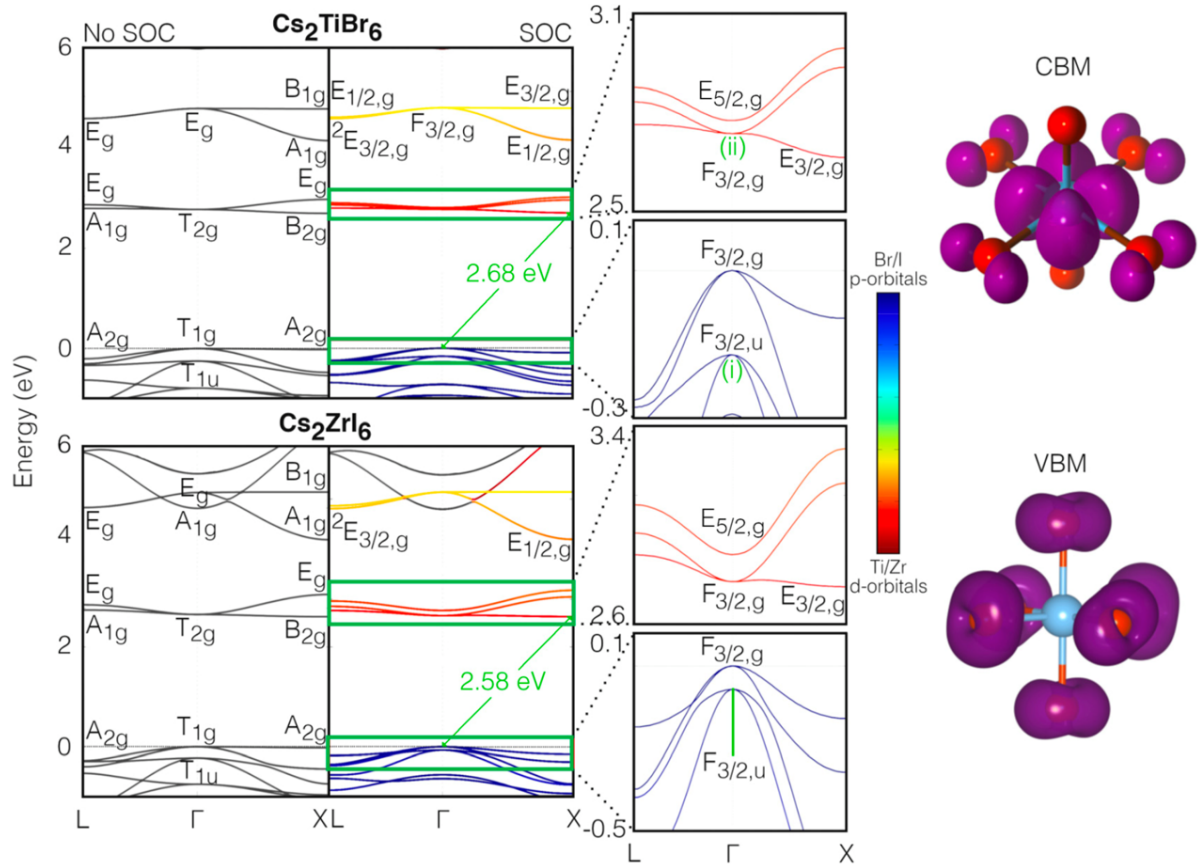 No SOC
Cs2TiBr6
SOC
6
4
2
0
Energy (eV)
Eg
Eg
B1g
A1g
Eg
Eg
A1g
T2g
B2g
A2g
T1g
A2g
T1u
E1/2,g
E3/2,g
2E3/2,g
F3/2,g
E1/2,g
2.68 eV
3.1
E5/2,g
(ii)
F3/2,g
E3/2,g
2.5
0.1
F3/2,g
F3/2,u
(i)
-0.3
Cs2ZrI6
6
4
2
0
Eg
Eg
A1g
B1g
A1g
Eg
Eg
A1g
T2g
B2g
A2g
T1g
A2g
T1u
2E3/2,g
E1/2,g
2.58 eV
L
Γ
X
L
Γ
X
3.4
E5/2,g
F3/2,g
E3/2,g
2.6
0.1
F3/2,g
F3/2,u
-0.5
L
Γ
X
Br/I
p-orbitals
Ti/Zr
d-orbitals
CBM
VBM